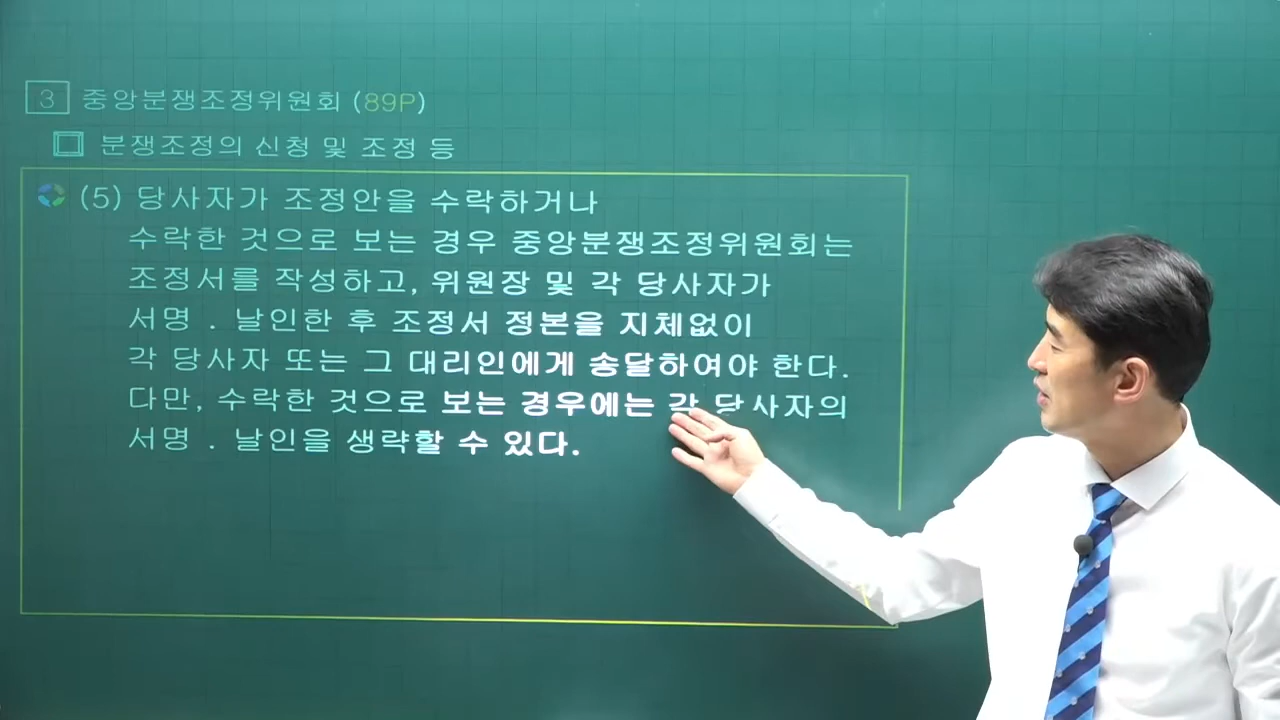 3 중앙분쟁조정위원회 (89P)
분쟁조정의 신청 및 조정 등
(5) 당사자가 조정안을 수락하거나
수락한 것으로 보는 경우 중앙분쟁조정위원회는
조정서를 작성하고, 위원장 및 각 당사자가
서명 . 날인한 후 조정서 정본을 지체없이
각 당사자 또는 그 대리인에게 송달하여야 한다.
다만, 수락한 것으로 보는 경우에는 각 당사자의
서명 . 날인을 생략할 수 있다.